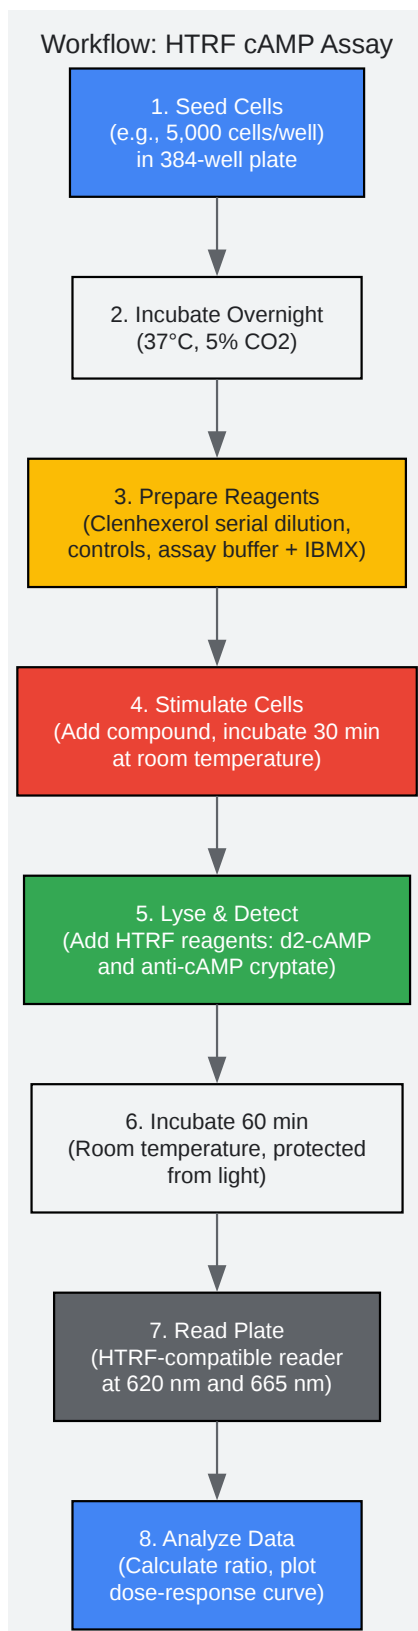 Workflow: HTRF cAMP Assay
1. Seed Cells
(e.g., 5,000 cells/well)
in 384-well plate
2. Incubate Overnight
(37°C, 5% CO2)
3. Prepare Reagents
(Clenhexerol serial dilution,
controls, assay buffer + IBMX)
4. Stimulate Cells
(Add compound, incubate 30 min
at room temperature)
5. Lyse & Detect
(Add HTRF reagents: d2-cAMP
and anti-cAMP cryptate)
6. Incubate 60 min
(Room temperature, protected
from light)
7. Read Plate
(HTRF-compatible reader
at 620 nm and 665 nm)
8. Analyze Data
(Calculate ratio, plot
dose-response curve)